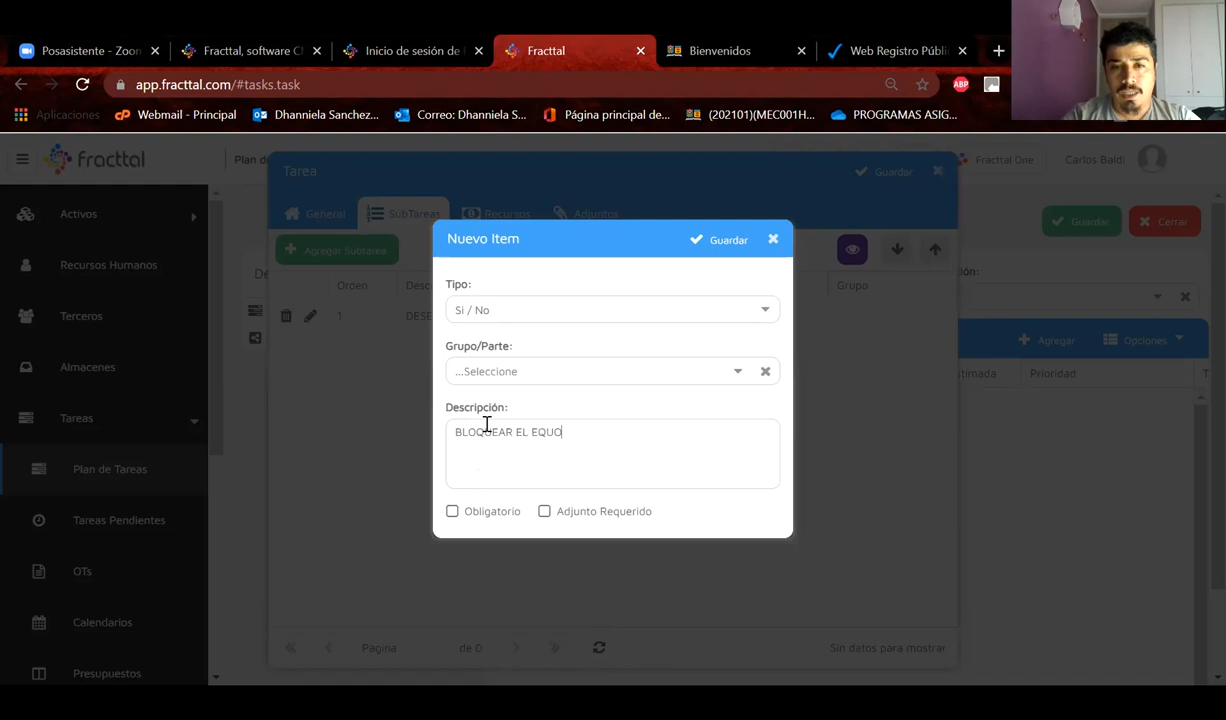 Posasistente - Zoon
Fracttal, software Cl
Inicio de sesión de
Fracttal
Bienvenidos
Web Registro Públi
app.fracttal.com/#tasks.task
ABP
Aplicaciones
Webmail - Principal
Dhanniela Sanchez...
Correo: Dhanniela S...
Página principal de...
(202101)(MEC001H...
PROGRAMAS ASIG...
fracttal
Plan de
Tarea
Guardar
Fracttal One
Carlos Baldi
Activos
General
SubTareas
Recursos
Adjuntos
Guardar
Cerrar
Nuevo Item
Guardar
Agregar Subtarea
Recursos Humanos
Orden
Desc
Grupo
Tipo:
Si / No
Terceros
1
DESE
Grupo/Parte:
...Seleccione
Agregar
Opciones
stimada
Prioridad
T
Almacenes
Descripción:
BLOQUEAR EL EQUO
Tareas
Plan de Tareas
Obligatorio
Adjunto Requerido
Tareas Pendientes
OTs
Calendarios
Pagina
de 0
Sin datos para mostrar
Presupuestos